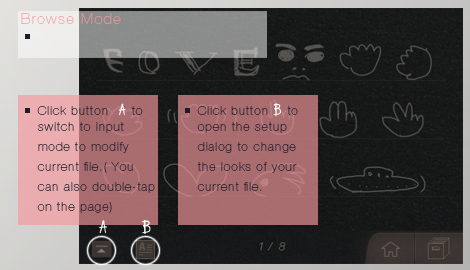 Browse Mode
LOVE
Click button A to
switch to Input
mode to modify
current file.( You
can also double-tap
on the page)
Click button B to
open the setup
dialog to change
the looks of your
current file.
A B
1 / 8